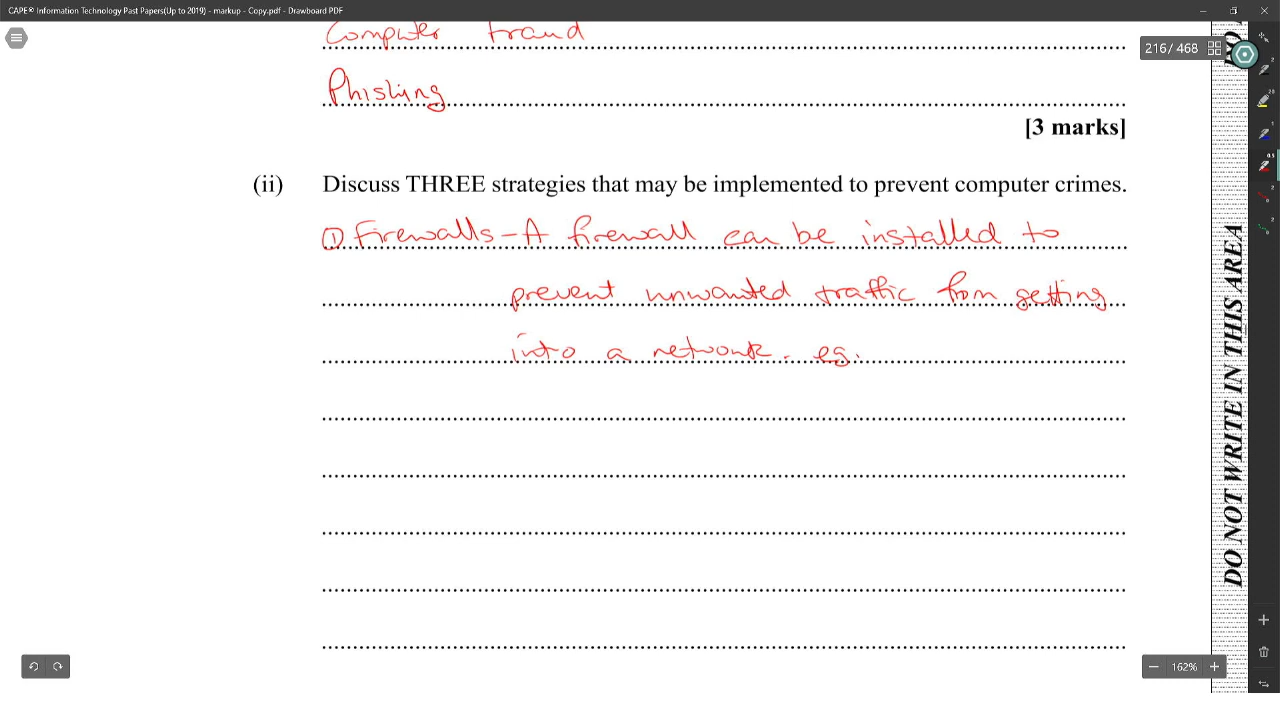 CAPE® Information Technology Past Papers(Up to 2019) - markup - Copy.pdf - Drawboard PDF
Computer fraud
216 / 468
Phishing
[3 marks]
(ii) Discuss THREE strategies that may be implemented to prevent computer crimes.
① Firewalls - A firewall can be installed to
prevent unwanted traffic from getting
into a network. eg.
DO NOT WRITE IN THIS AREA
162%